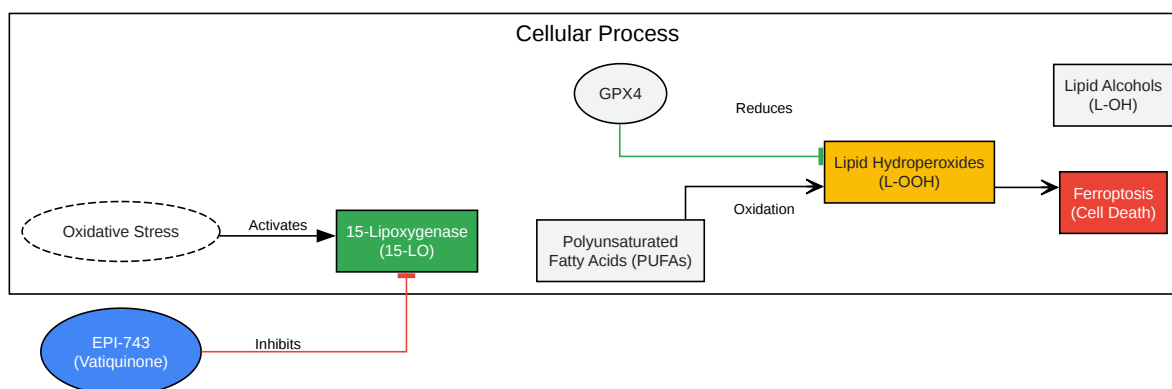 Cellular Process
GPX4
Reduces
Lipid Alcohols
(L-OH)
Lipid Hydroperoxides
(L-OOH)
Ferroptosis
(Cell Death)
Oxidation
Oxidative Stress
Activates
15-Lipoxygenase
(15-LO)
Polyunsaturated
Fatty Acids (PUFAs)
EPI-743
(Vatiquinone)
Inhibits